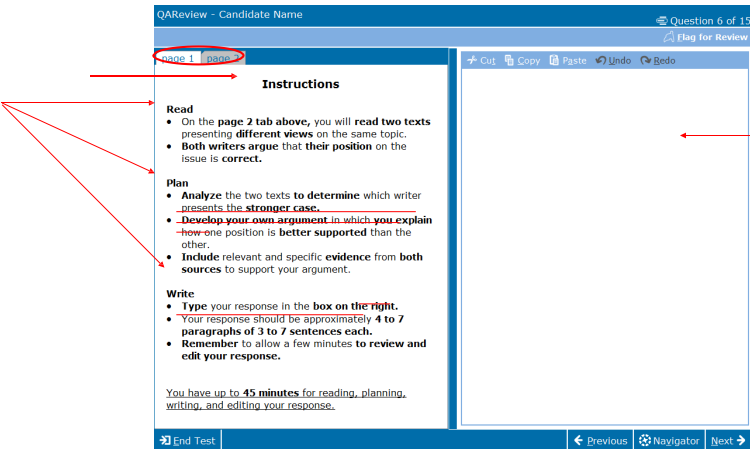 QAReview - Candidate Name
Question 6 of 15
Flag for Review
page 1 page 2
Cut Copy Paste Undo Redo
Instructions
Read
• On the page 2 tab above, you will read two texts
presenting different views on the same topic.
• Both writers argue that their position on the
issue is correct.
Plan
• Analyze the two texts to determine which writer
presents the stronger case.
• Develop your own argument in which you explain
how one position is better supported than the
other.
• Include relevant and specific evidence from both
sources to support your argument.
Write
• Type your response in the box on the right.
• Your response should be approximately 4 to 7
paragraphs of 3 to 7 sentences each.
• Remember to allow a few minutes to review and
edit your response.
You have up to 45 minutes for reading, planning,
writing, and editing your response.
End Test
Previous Navigator Next